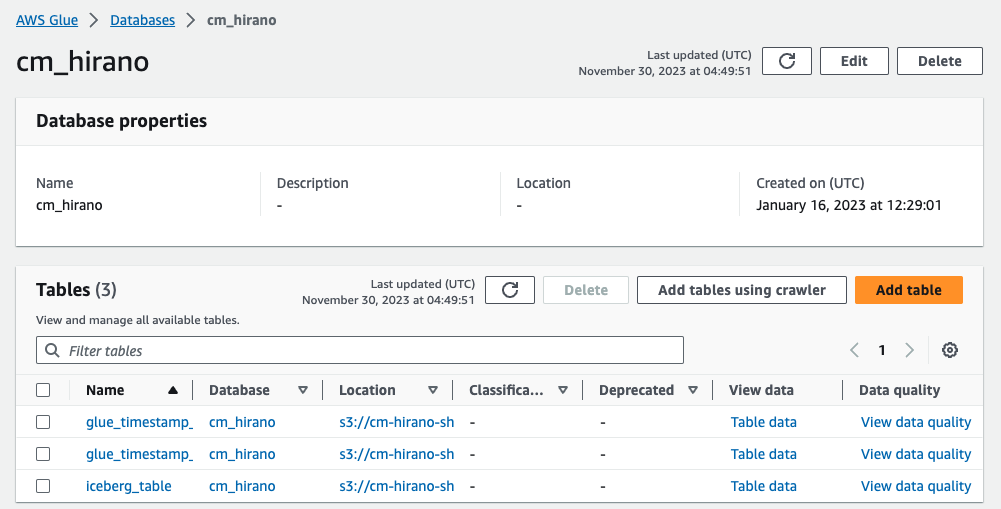 AWS Glue > Databases > cm_hirano
cm_hirano
Last updated (UTC)
November 30, 2023 at 04:49:51
Edit Delete
Database properties
Name Description Location Created on (UTC)
cm_hirano - - January 16, 2023 at 12:29:01
Tables (3)
Last updated (UTC)
November 30, 2023 at 04:49:51
Delete Add tables using crawler Add table
View and manage all available tables.
Filter tables
1
Name Database Location Classifica... Deprecated View data Data quality
glue_timestamp_ cm_hirano s3://cm-hirano-sh - - Table data View data quality
glue_timestamp_ cm_hirano s3://cm-hirano-sh - - Table data View data quality
iceberg_table cm_hirano s3://cm-hirano-sh - - Table data View data quality